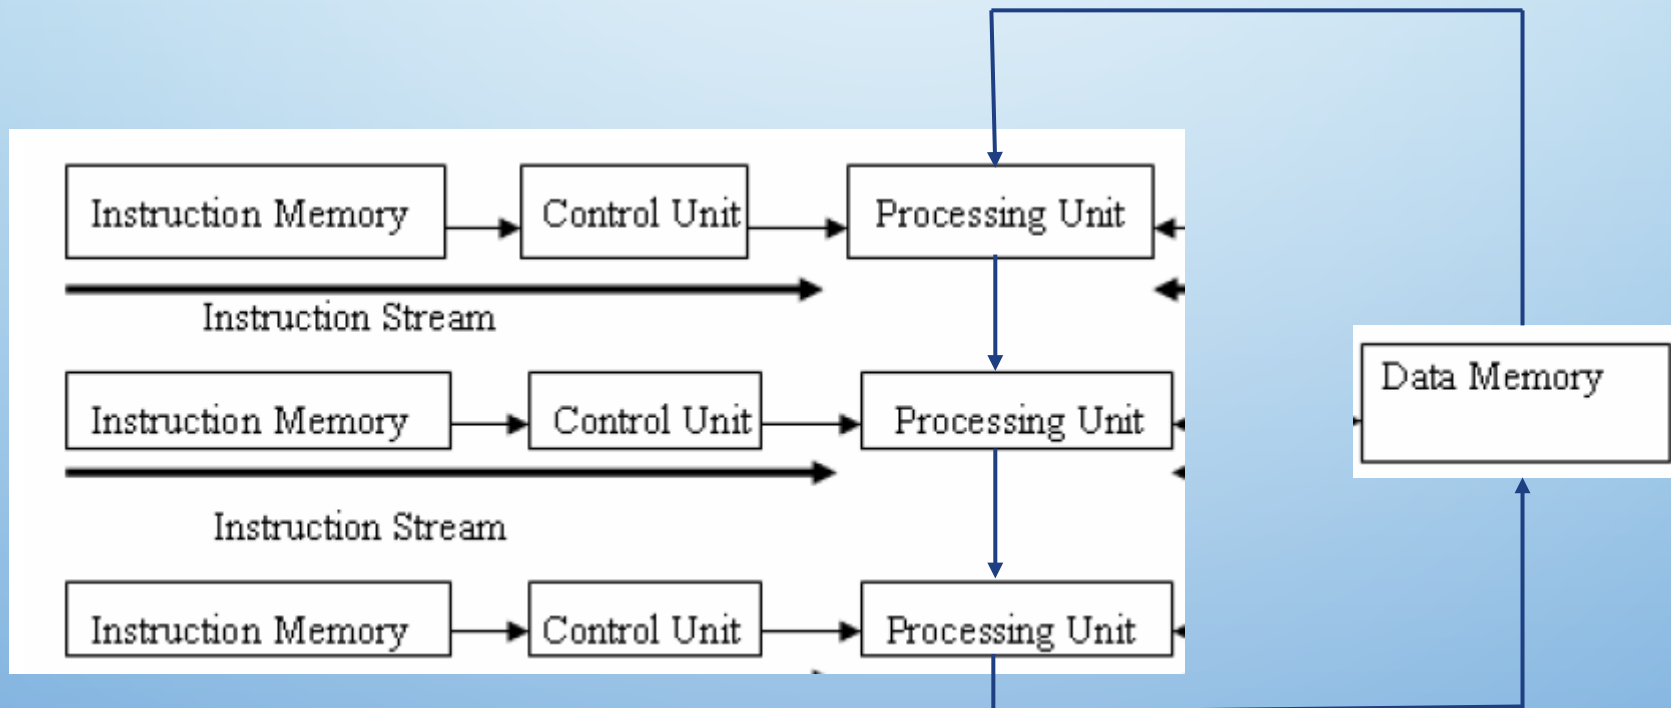 Instruction Memory
Control Unit
Processing Unit
Instruction Stream
Data Memory
Instruction Memory
Control Unit
Processing Unit
Instruction Stream
Instruction Memory
Control Unit
Processing Unit